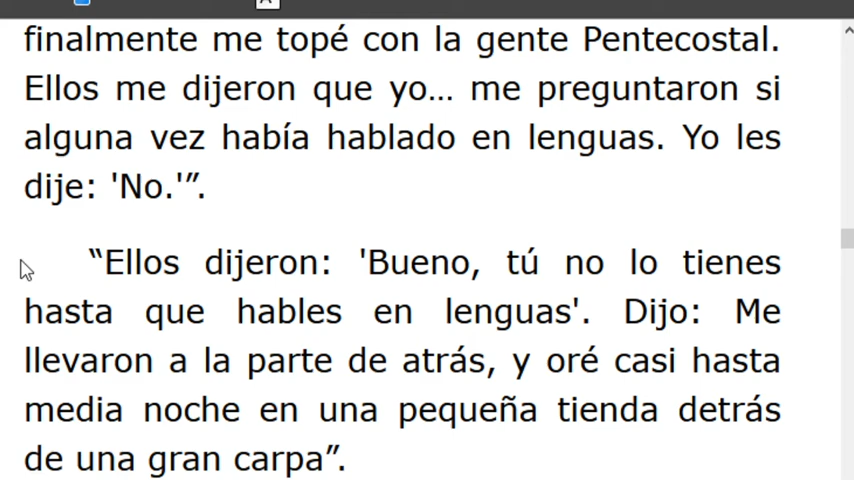 finalmente me topé con la gente Pentecostal.
Ellos me dijeron que yo... me preguntaron si
alguna vez había hablado en lenguas. Yo les
dije: 'No.'”.
“Ellos dijeron: 'Bueno, tú no lo tienes
hasta que hables en lenguas'. Dijo: Me
llevaron a la parte de atrás, y oré casi hasta
media noche en una pequeña tienda detrás
de una gran carpa”.